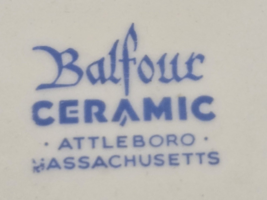 Balfour
CERAMIC
· ATTLEBORO ·
MASSACHUSETTS